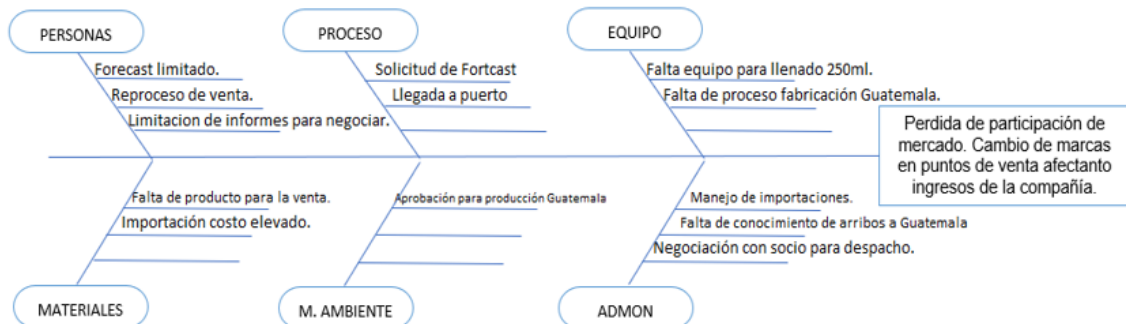 PERSONAS
PROCESO
EQUIPO
Forecast limitado.
Reproceso de venta.
Limitacion de informes para negociar.
Solicitud de Fortcast
Llegada a puerto
Falta equipo para llenado 250ml.
Falta de proceso fabricación Guatemala.
Perdida de participación de
mercado. Cambio de marcas
en puntos de venta afectanto
ingresos de la compañía.
Falta de producto para la venta.
Importación costo elevado.
Aprobación para producción Guatemala
Manejo de importaciones.
Falta de conocimiento de arribos a Guatemala
Negociación con socio para despacho.
MATERIALES
M. AMBIENTE
ADMON